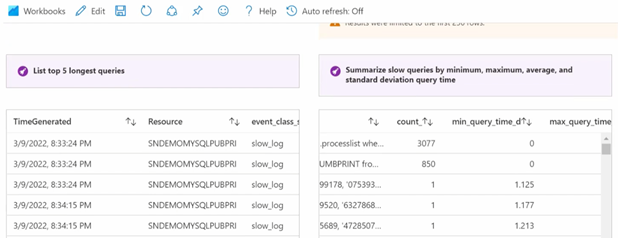 Workbooks Edit Help Auto refresh: Off
Results were limited to the first 250 rows.
List top 5 longest queries
Summarize slow queries by minimum, maximum, average, and
standard deviation query time
TimeGenerated Resource event_class_s
3/9/2022, 8:33:24 PM SNDEMOMYSQLPUBPRI slow_log
3/9/2022, 8:33:24 PM SNDEMOMYSQLPUBPRI slow_log
3/9/2022, 8:33:24 PM SNDEMOMYSQLPUBPRI slow_log
3/9/2022, 8:34:15 PM SNDEMOMYSQLPUBPRI slow_log
3/9/2022, 8:34:15 PM SNDEMOMYSQLPUBPRI slow_log
count_ min_query_time_d max_query_time
.processlist whe... 3077 0
UMBPRINT fro... 850 0
99178, '075393... 1 1.125
9520, '6327868... 1 1.177
5689, '4728507... 1 1.213